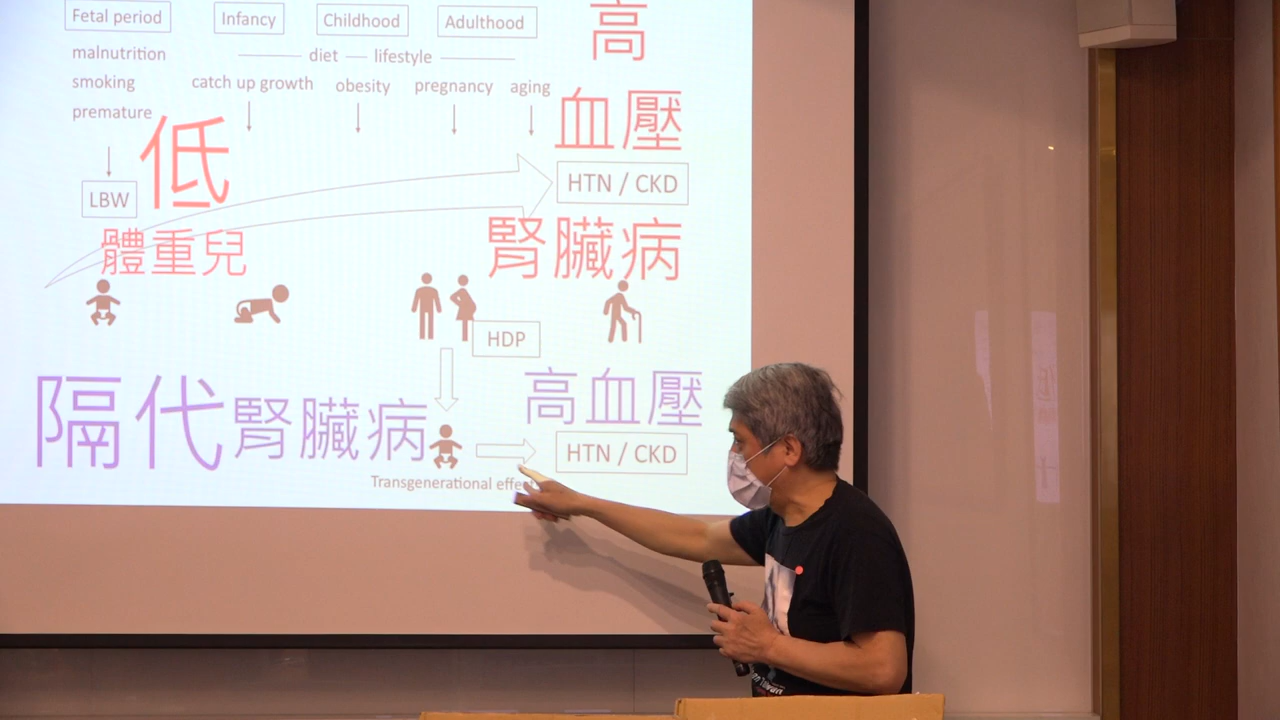 Fetal period Infancy Childhood Adulthood
高
malnutrition diet lifestyle
smoking catch up growth obesity pregnancy aging
premature
血壓
低
LBW
HTN / CKD
體重兒
腎臟病
HDP
隔代腎臟病
高血壓
HTN / CKD
Transgenerational
Taiwan